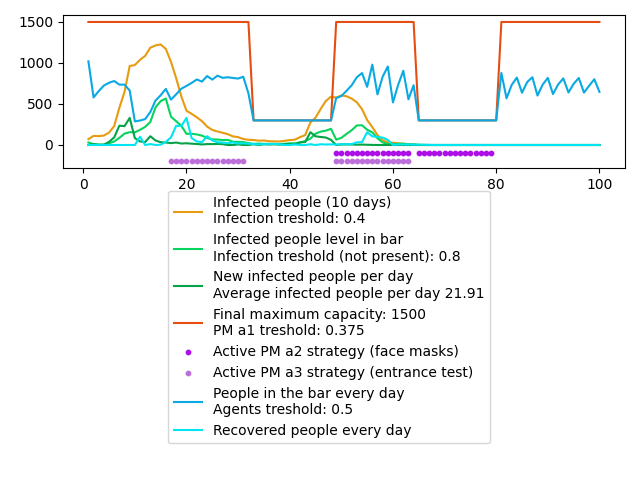 1500
1000
500
0
0 20 40 60 80 100
Infected people (10 days)
Infection treshold: 0.4
Infected people level in bar
Infection treshold (not present): 0.8
New infected people per day
Average infected people per day 21.91
Final maximum capacity: 1500
PM a1 treshold: 0.375
Active PM a2 strategy (face masks)
Active PM a3 strategy (entrance test)
People in the bar every day
Agents treshold: 0.5
Recovered people every day